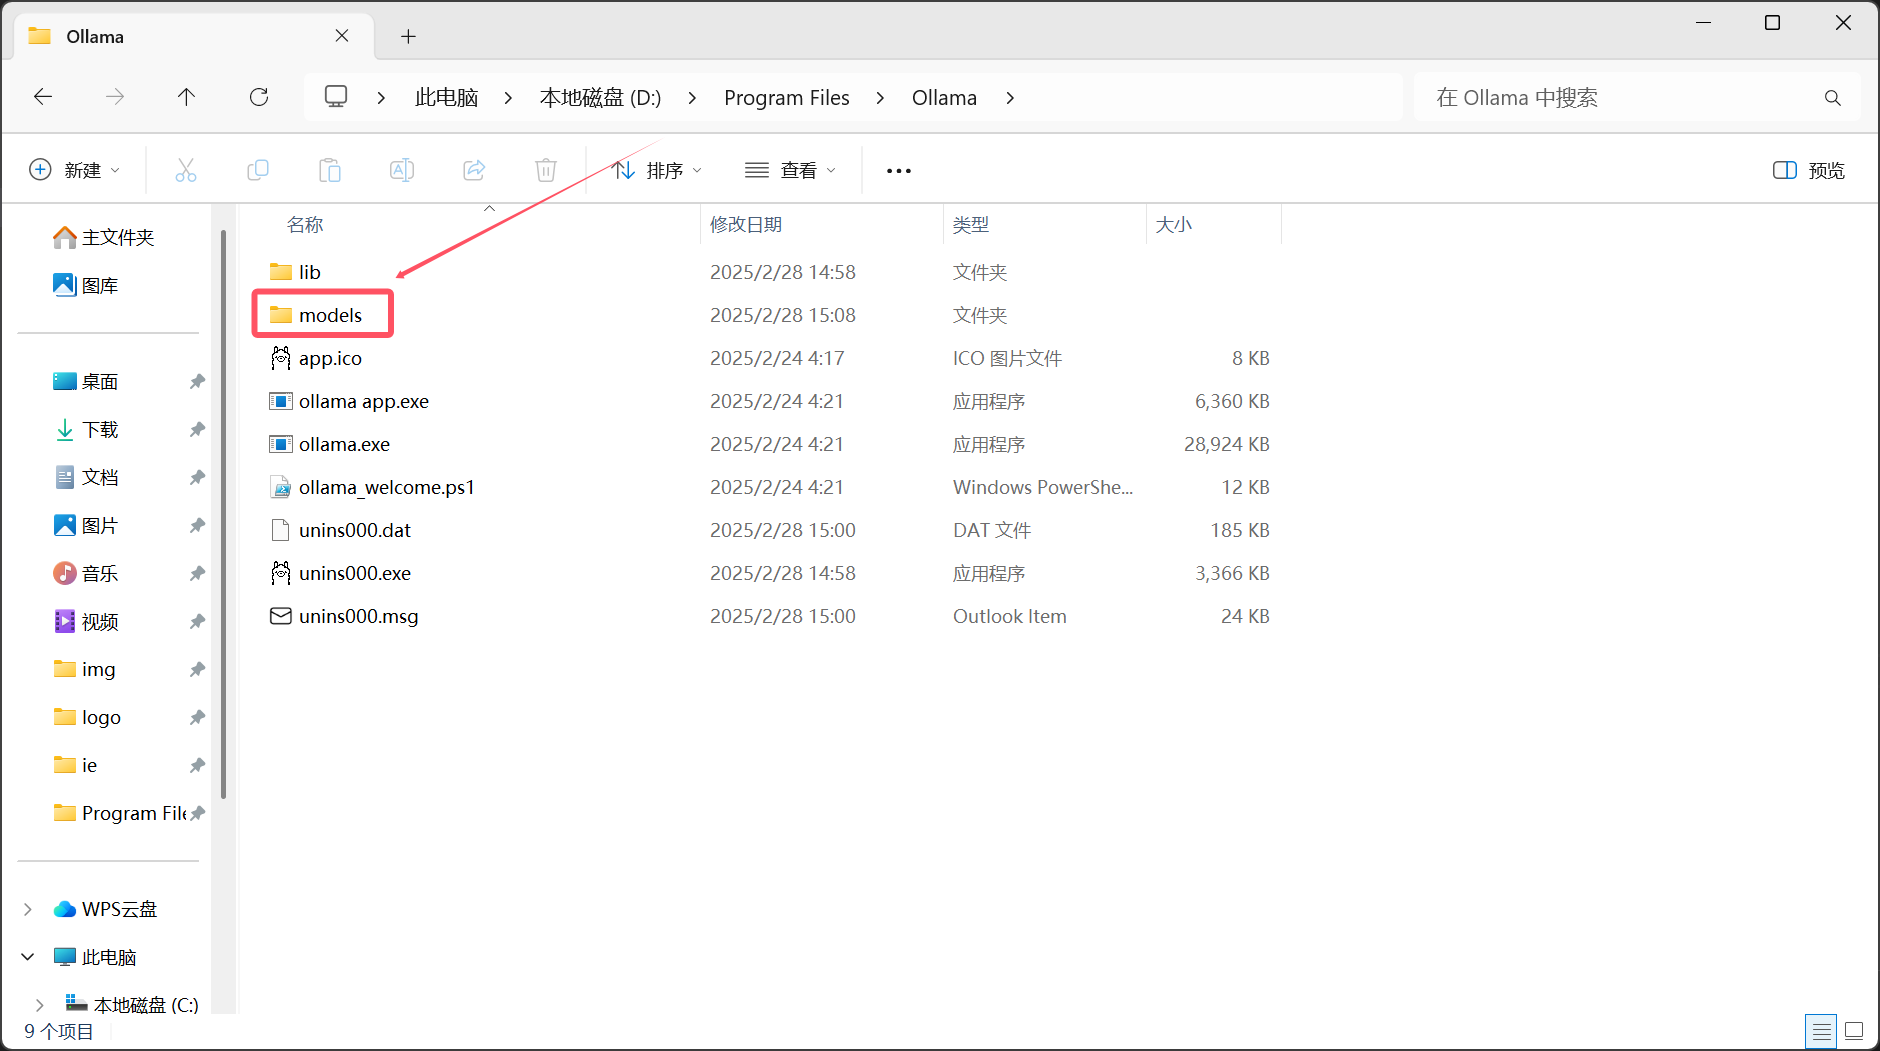 Ollama
此电脑 本地磁盘 (D:) Program Files Ollama
在 Ollama 中搜索
新建 排序 查看 ••• 预览
名称 修改日期 类型 大小
主文件夹
图库
桌面
下载
文档
图片
音乐
视频
img
logo
ie
Program File
WPS云盘
此电脑
本地磁盘 (C:)
lib 2025/2/28 14:58 文件夹
models 2025/2/28 15:08 文件夹
app.ico 2025/2/24 4:17 ICO 图片文件 8 KB
ollama app.exe 2025/2/24 4:21 应用程序 6,360 KB
ollama.exe 2025/2/24 4:21 应用程序 28,924 KB
ollama_welcome.ps1 2025/2/24 4:21 Windows PowerShe... 12 KB
unins000.dat 2025/2/28 15:00 DAT 文件 185 KB
unins000.exe 2025/2/28 14:58 应用程序 3,366 KB
unins000.msg 2025/2/28 15:00 Outlook Item 24 KB
9 个项目